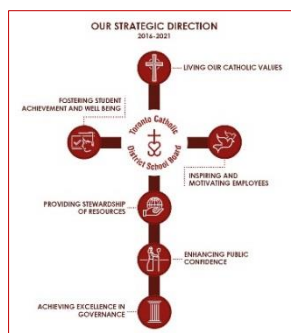 OUR STRATEGIC DIRECTION
2016-2021
LIVING OUR CATHOLIC VALUES
FOSTERING STUDENT
ACHIEVEMENT AND WELL BEING
Toronto Catholic
District School Board
INSPIRING AND
MOTIVATING EMPLOYEES
PROVIDING STEWARDSHIP
OF RESOURCES
ENHANCING PUBLIC
CONFIDENCE
ACHIEVING EXCELLENCE IN
GOVERNANCE